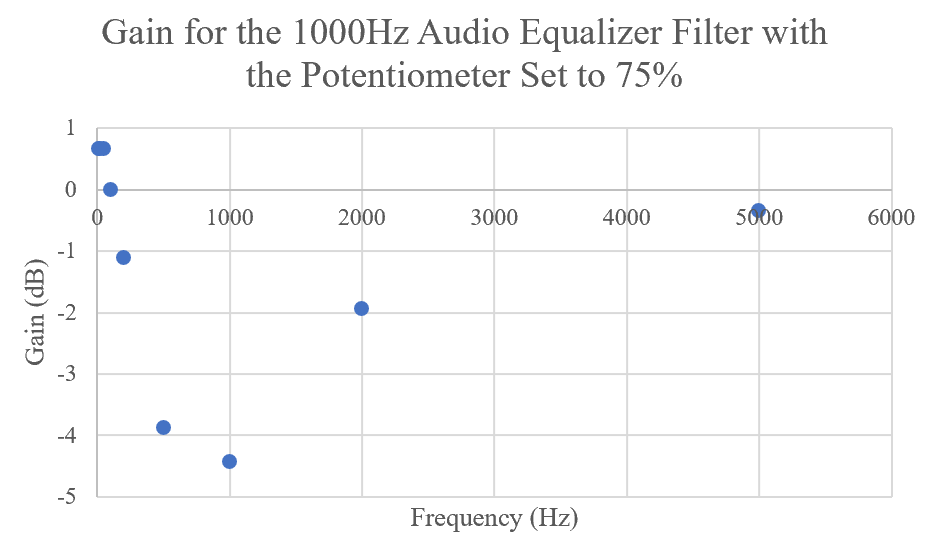 Gain for the 1000Hz Audio Equalizer Filter with
the Potentiometer Set to 75%
1
0
0 1000 2000 3000 4000 5000 6000
-1
-2
-3
-4
-5
Gain (dB)
Frequency (Hz)